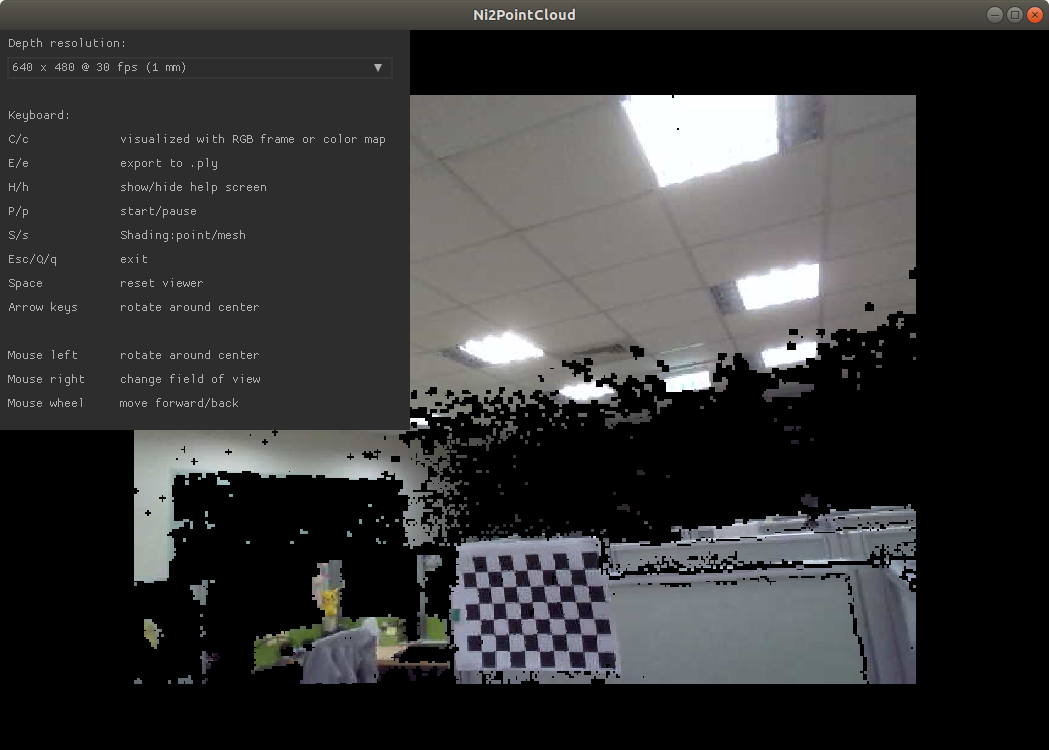 Ni2PointCloud
Depth resolution:
640 x 480 @ 30 fps (1 mm)
Keyboard:
C/c visualized with RGB frame or color map
E/e export to .ply
H/h show/hide help screen
P/p start/pause
S/s Shading:point/mesh
Esc/Q/q exit
Space reset viewer
Arrow keys rotate around center
Mouse left rotate around center
Mouse right change field of view
Mouse wheel move forward/back